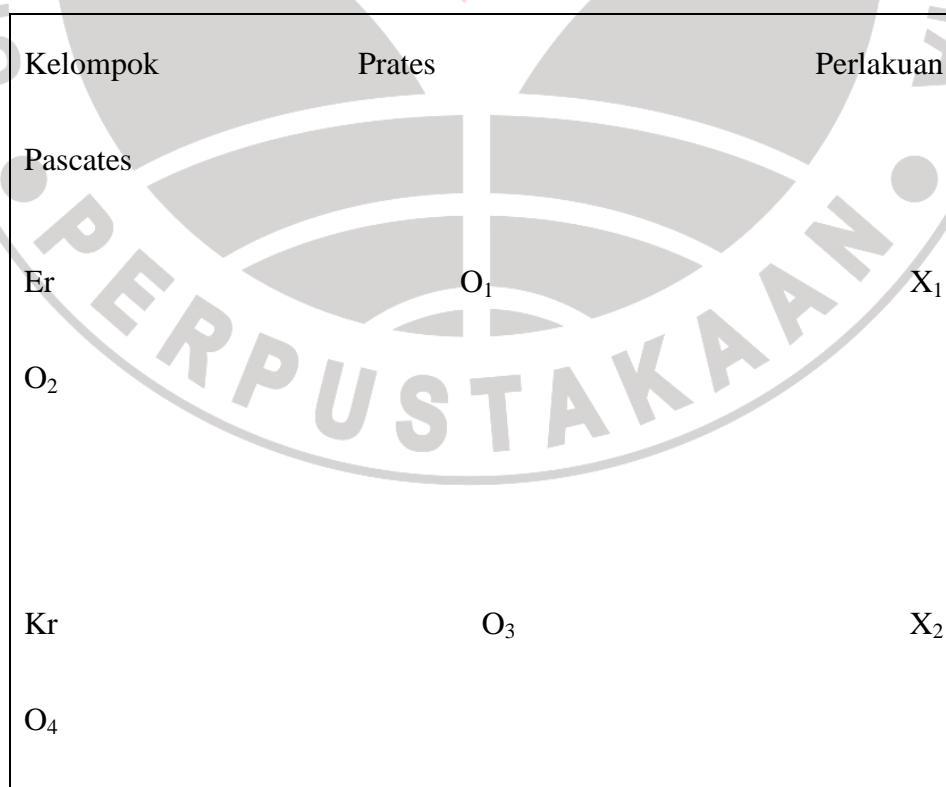 Kelompok Prates Perlakuan
Pascates
Er O₁ X₁
O₂
PERPUSTAKAAN
Kr O₃ X₂
O₄